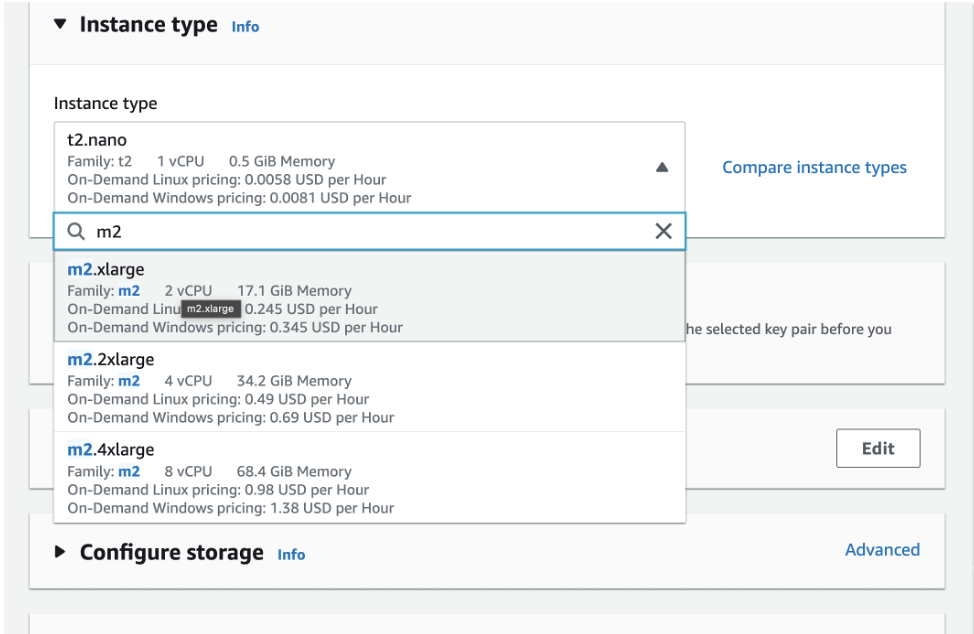 Instance type Info
Instance type
t2.nano
Family: t2 1 vCPU 0.5 GiB Memory
On-Demand Linux pricing: 0.0058 USD per Hour
On-Demand Windows pricing: 0.0081 USD per Hour
Compare instance types
m2
m2.xlarge
Family: m2 2 vCPU 17.1 GiB Memory
On-Demand Linu m2.xlarge 0.245 USD per Hour
On-Demand Windows pricing: 0.345 USD per Hour
he selected key pair before you
m2.2xlarge
Family: m2 4 vCPU 34.2 GiB Memory
On-Demand Linux pricing: 0.49 USD per Hour
On-Demand Windows pricing: 0.69 USD per Hour
m2.4xlarge
Edit
Family: m2 8 vCPU 68.4 GiB Memory
On-Demand Linux pricing: 0.98 USD per Hour
On-Demand Windows pricing: 1.38 USD per Hour
Configure storage Info
Advanced